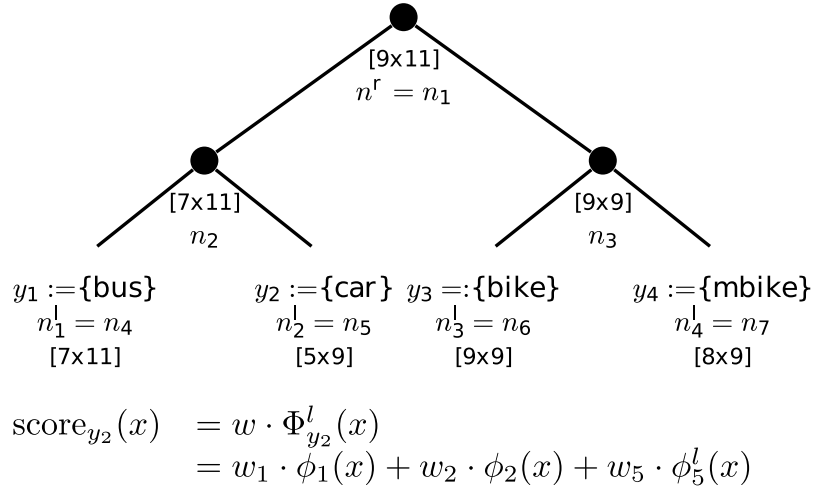 [9x11]
n^r = n_1
[7x11] [9x9]
n_2 n_3
y_1 :={bus} y_2 :={car} y_3 =:{bike} y_4 :={mbike}
n^l_1 = n_4 n^l_2 = n_5 n^l_3 = n_6 n^l_4 = n_7
[7x11] [5x9] [9x9] [8x9]
score_{y_2}(x) = w · Φ^l_{y_2}(x)
= w_1 · ϕ_1(x) + w_2 · ϕ_2(x) + w_5 · ϕ^l_5(x)